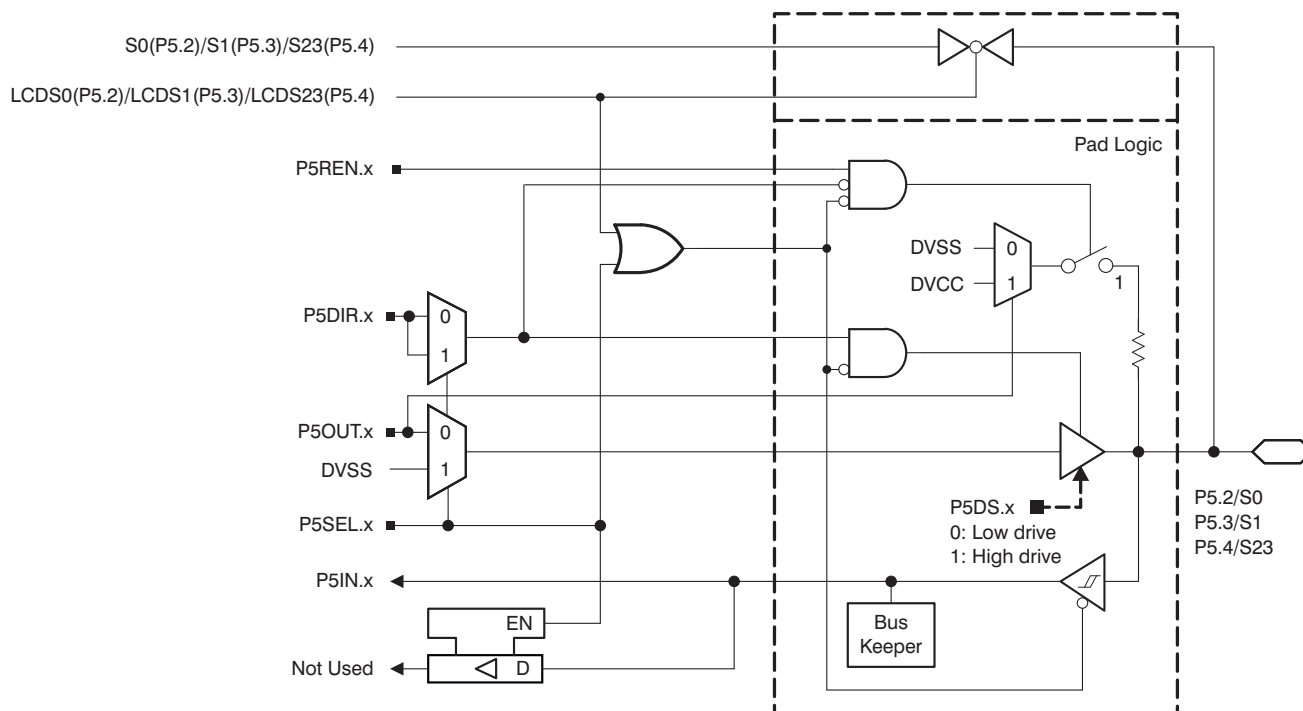 S0(P5.2)/S1(P5.3)/S23(P5.4)
LCDS0(P5.2)/LCDS1(P5.3)/LCDS23(P5.4)
Pad Logic
P5REN.x
DVSS
0
DVCC
1
1
P5DIR.x
0
1
P5OUT.x
0
DVSS
1
P5DS.x
0: Low drive
1: High drive
P5.2/S0
P5.3/S1
P5.4/S23
P5SEL.x
P5IN.x
EN
Bus
Keeper
Not Used
D